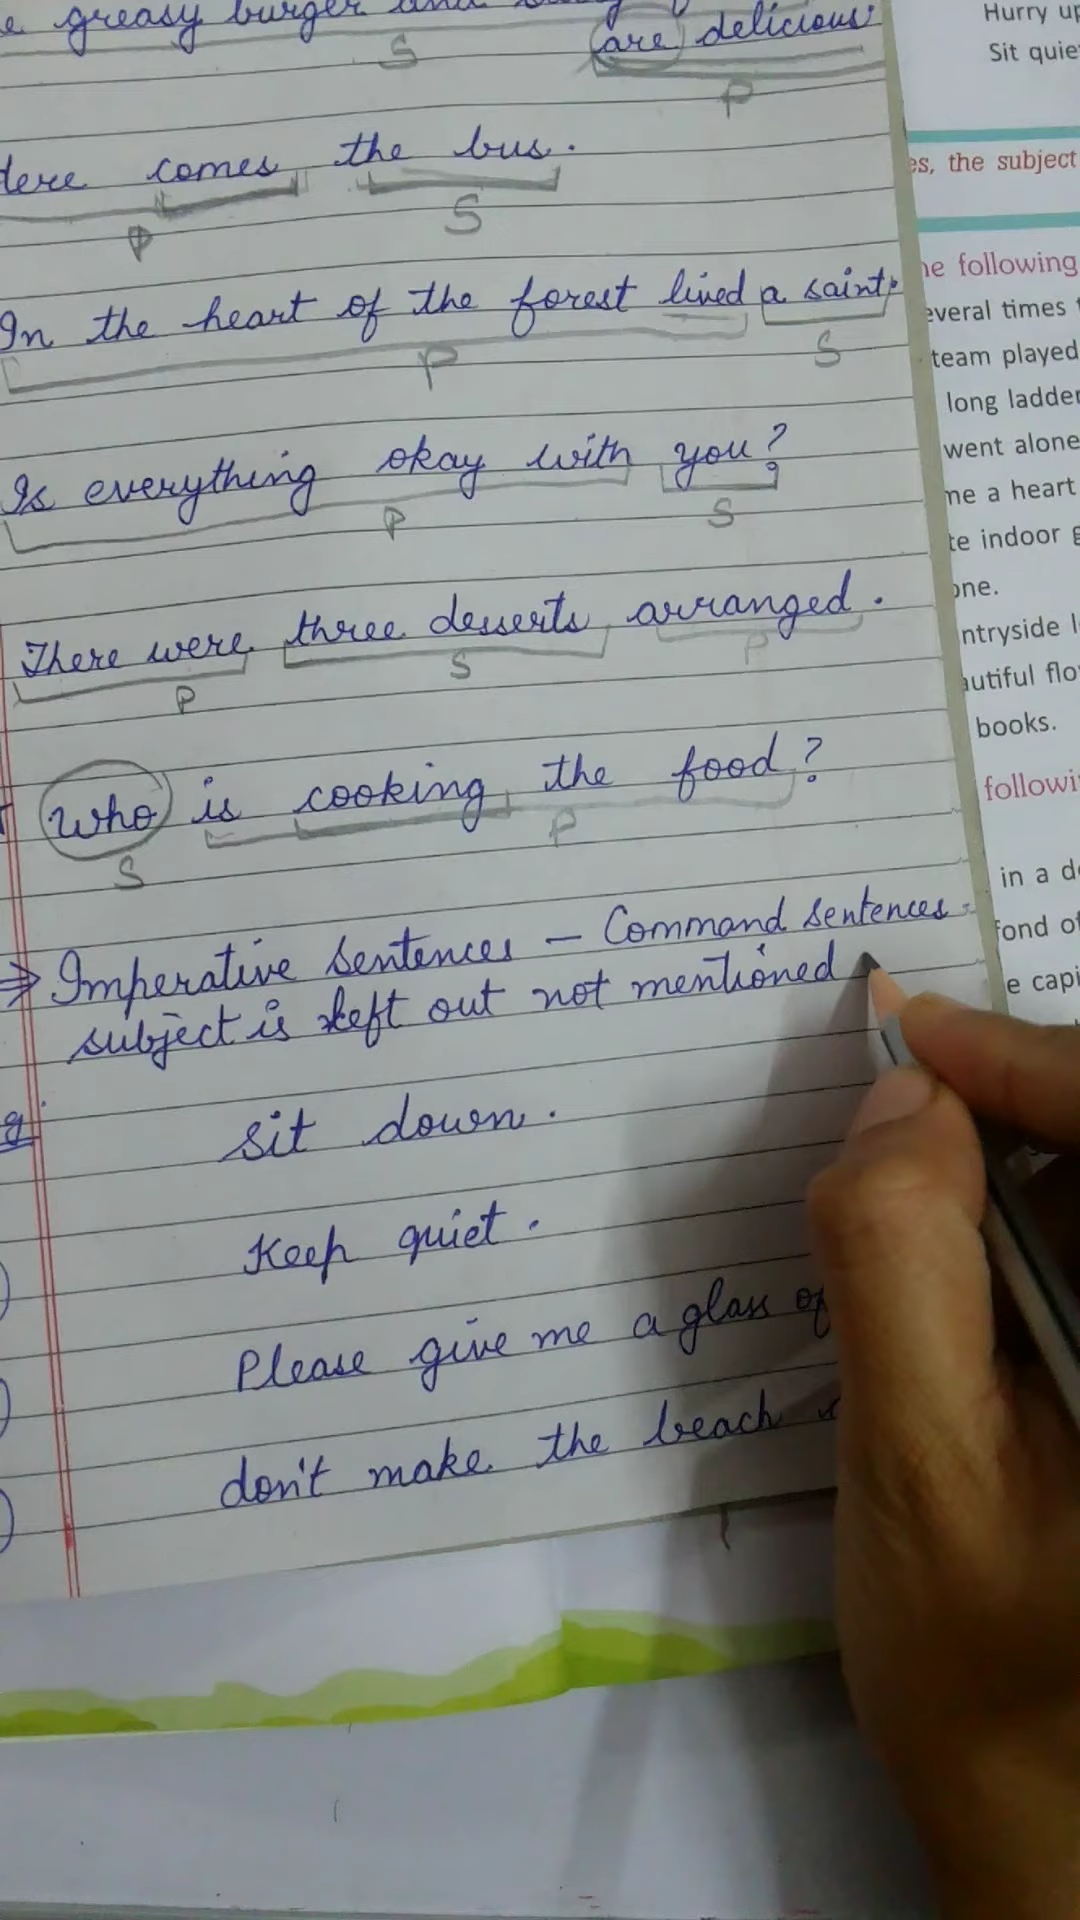 greasy burger and
S
are delicious
P
comes the bus.
P
S
In the heart of the forest lived a saint.
P
S
Is everything okay with you?
P
S
There were three desserts arranged.
P
S
P
Who is cooking the food?
S
P
⇒ Imperative sentences – Command sentences
subject is left out not mentioned
sit down.
Keep quiet.
Please give me a glass of
don't make the beach
Hurry up
Sit quie
es, the subject
he following
everal times
team played
long ladder
went alone
me a heart
te indoor g
one.
ntryside l
autiful flo
books.
followi
in a d
fond of
e capi